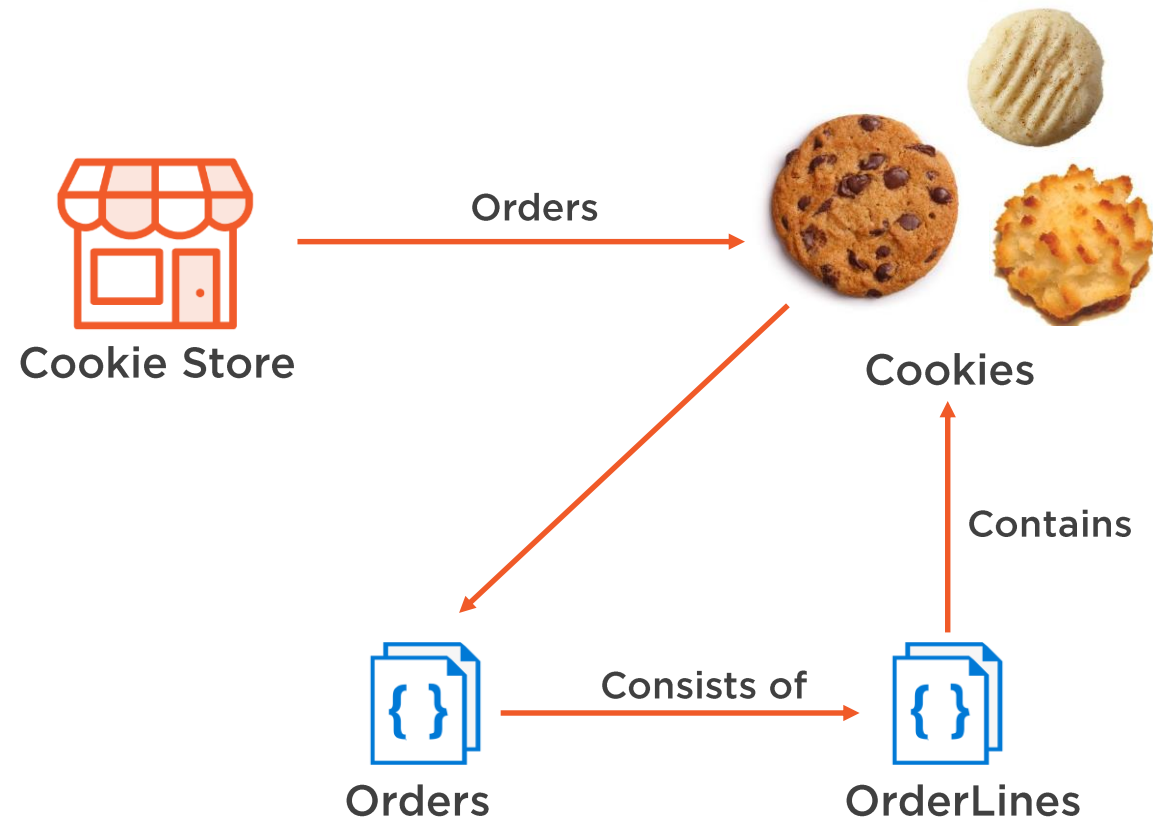 Orders
Cookie Store
Cookies
Contains
Consists of
{ }
{ }
Orders
OrderLines